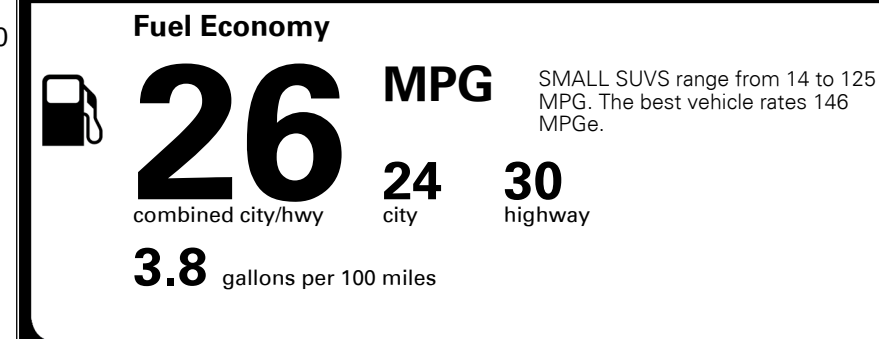 0
Fuel Economy
26
MPG
SMALL SUVS range from 14 to 125
MPG. The best vehicle rates 146
MPGe.
24
30
combined city/hwy
city
highway
3.8 gallons per 100 miles